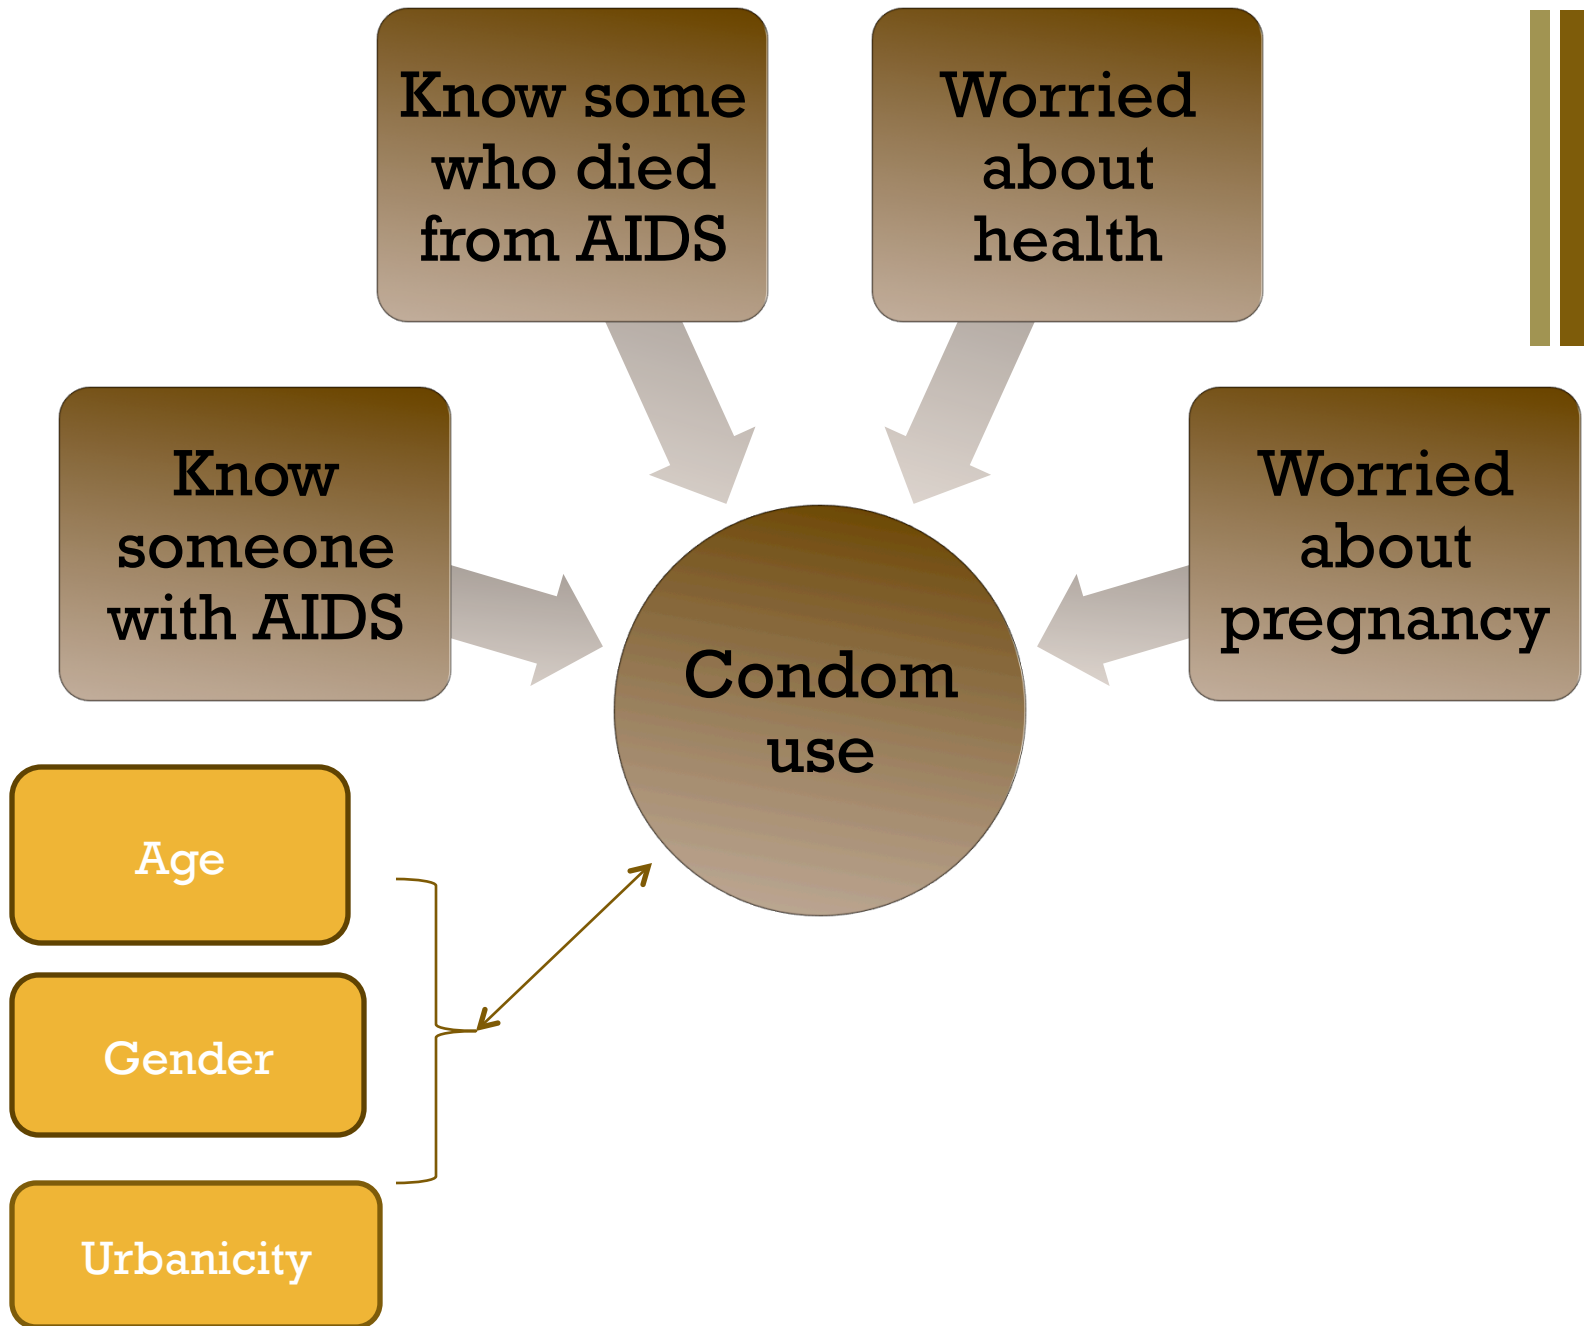 Know some
who died
from AIDS
Worried
about
health
Know
someone
with AIDS
Worried
about
pregnancy
Condom
use
Age
Gender
Urbanicity